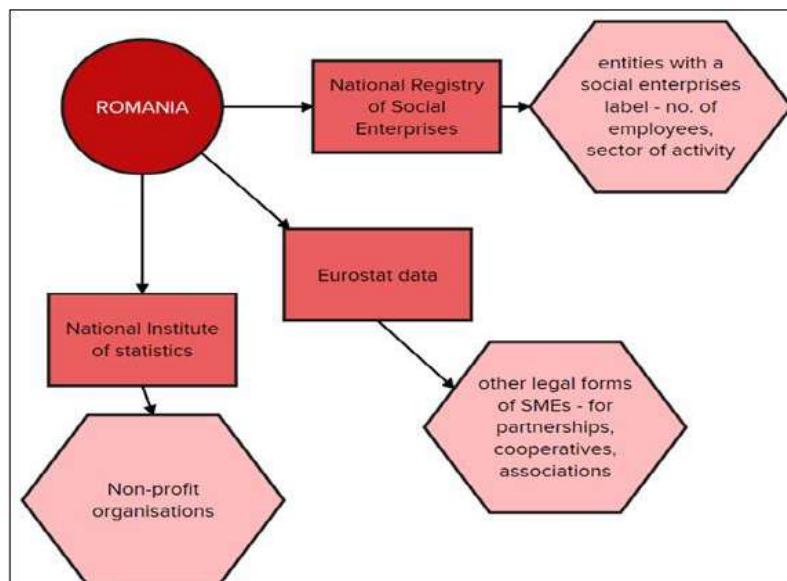 ROMANIA
National Registry
of Social
Enterprises
entities with a
social enterprises
label - no. of
employees,
sector of activity
Eurostat data
National Institute
of statistics
other legal forms
of SMEs - for
partnerships,
cooperatives,
associations
Non-profit
organisations